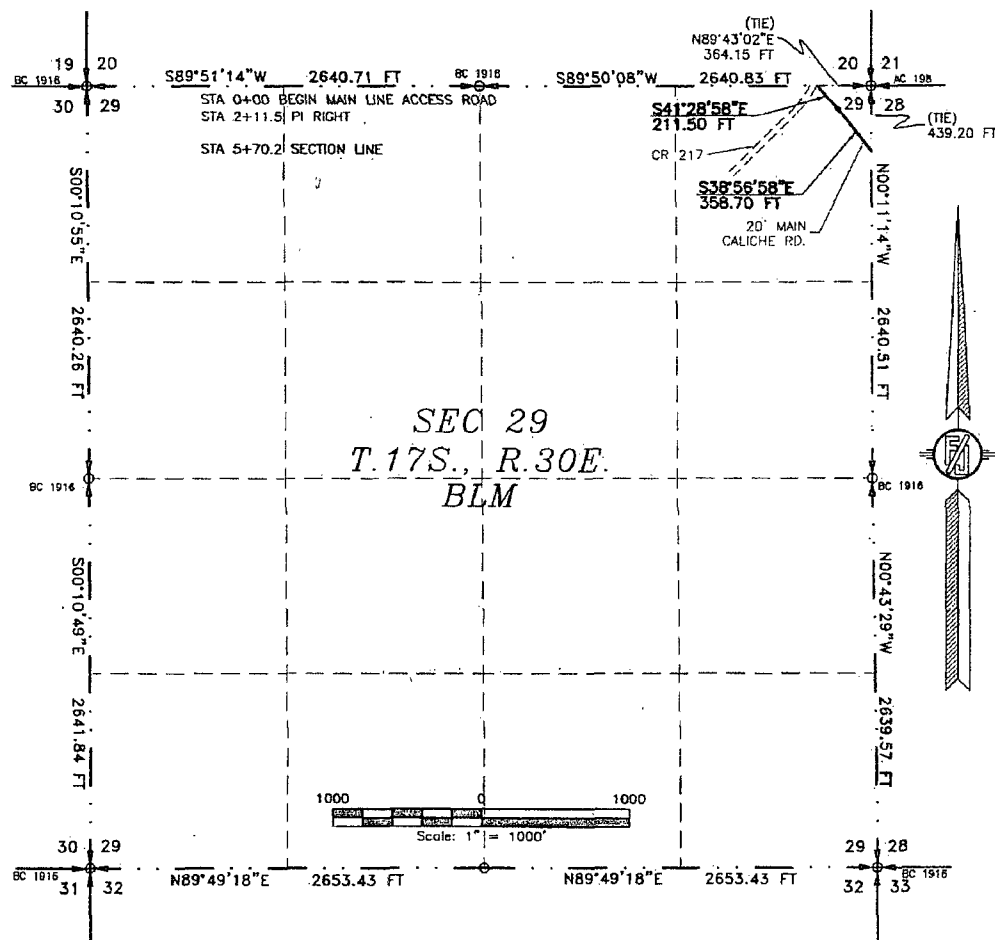 (TIE)
N89°43'02"E
364.15 FT
19 20
BC 1916
30 29
S89°51'14"W 2640.71 FT
BC 1916
S89°50'08"W 2640.83 FT
20 21
AC 198
29 28
STA 0+00 BEGIN MAIN LINE ACCESS ROAD
STA 2+11.5 PI RIGHT
STA 5+70.2 SECTION LINE
S41°28'58"E
211.50 FT
(TIE)
439.20 FT
CR 217
S38°56'58"E
358.70 FT
20' MAIN
CALICHE RD.
S00°10'55"E 2640.26 FT
N00°11'14"W 2640.51 FT
SEC 29
T.17S., R.30E.
BLM
BC 1916
BC 1916
S00°10'49"E 2641.84 FT
N00°43'29"W 2639.57 FT
1000 0 1000
Scale: 1" = 1000'
30 29
BC 1916
31 32
N89°49'18"E 2653.43 FT
N89°49'18"E 2653.43 FT
29 28
BC 1916
32 33